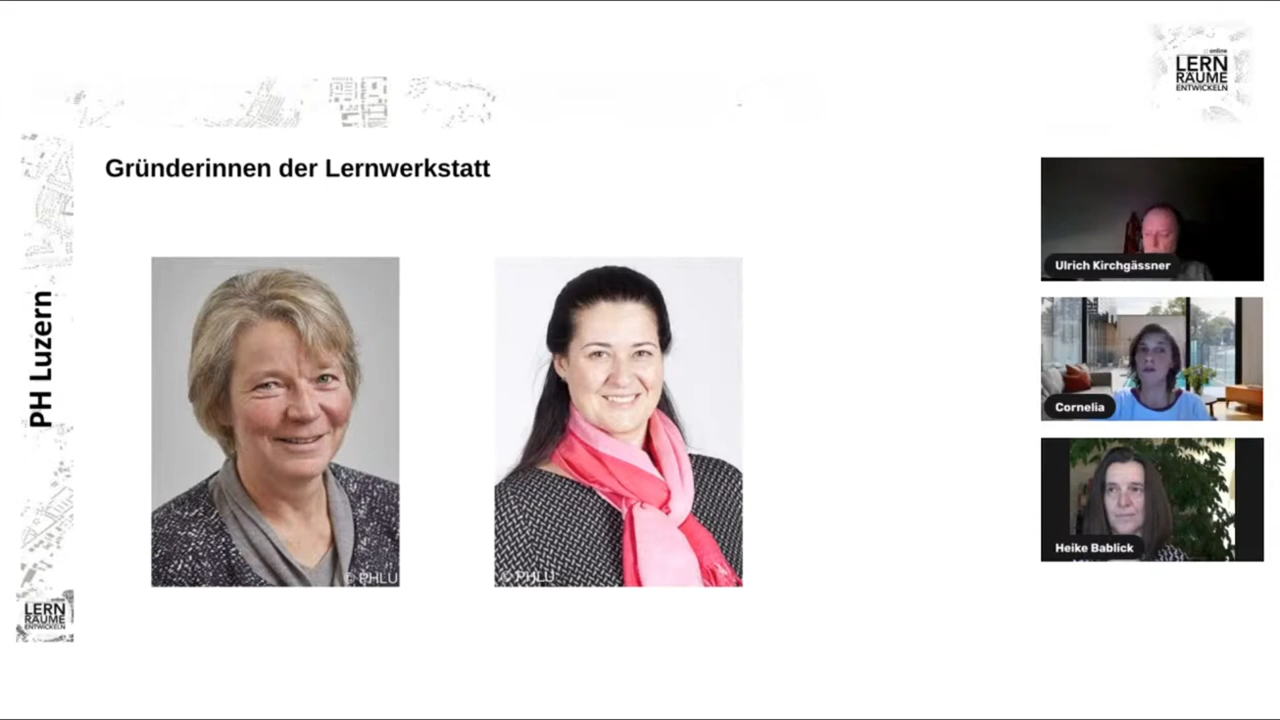 :: online
LERN
RÄUME
ENTWICKELN
Gründerinnen der Lernwerkstatt
PH Luzern
© PHLU
© PHLU
Ulrich Kirchgässner
Cornelia
Heike Bablick
online
LERN
RÄUME
ENTWICKELN